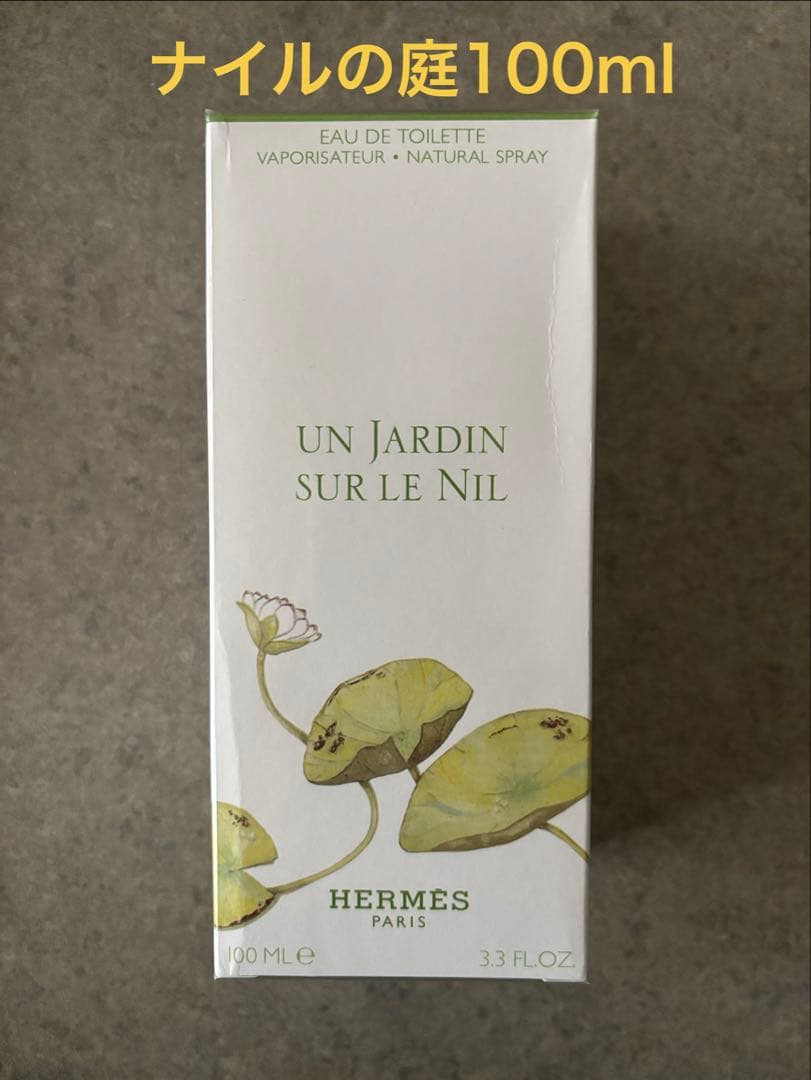 ナイルの庭100ml
EAU DE TOILETTE
VAPORISATEUR • NATURAL SPRAY
UN JARDIN
SUR LE NIL
HERMÈS
PARIS
100 ML ℮
3.3 FL.OZ.